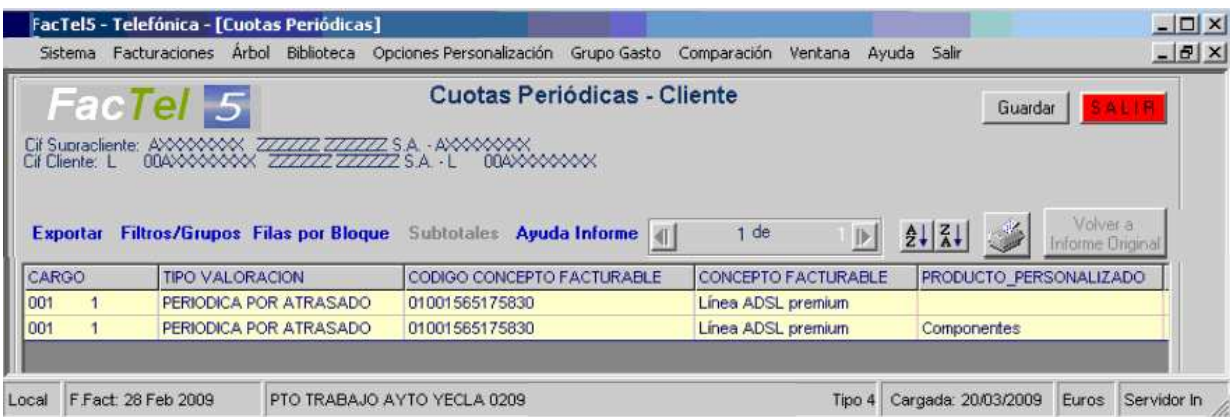 FacTel5 - Telefónica - [Cuotas Periódicas]
Sistema Facturaciones Árbol Biblioteca Opciones Personalización Grupo Gasto Comparación Ventana Ayuda Salir
FacTel 5
Cuotas Periódicas - Cliente
Guardar SALIR
Cif Supracliente: AXXXXXXXX ZZZZZZ ZZZZZZ S.A. - AXXXXXXXX
Cif Cliente: L 00AXXXXXXXX ZZZZZZ ZZZZZZ S.A. - L 00AXXXXXXXX
Exportar Filtros/Grupos Filas por Bloque Subtotales Ayuda Informe 1 de 1 Volver a Informe Original
CARGO TIPO VALORACION CODIGO CONCEPTO FACTURABLE CONCEPTO FACTURABLE PRODUCTO_PERSONALIZADO
001 1 PERIODICA POR ATRASADO 01001565175830 Línea ADSL premium
001 1 PERIODICA POR ATRASADO 01001565175830 Línea ADSL premium Componentes
Local F.Fact: 28 Feb 2009 PTO TRABAJO AYTO YECLA 0209 Tipo 4 Cargada: 20/03/2009 Euros Servidor In